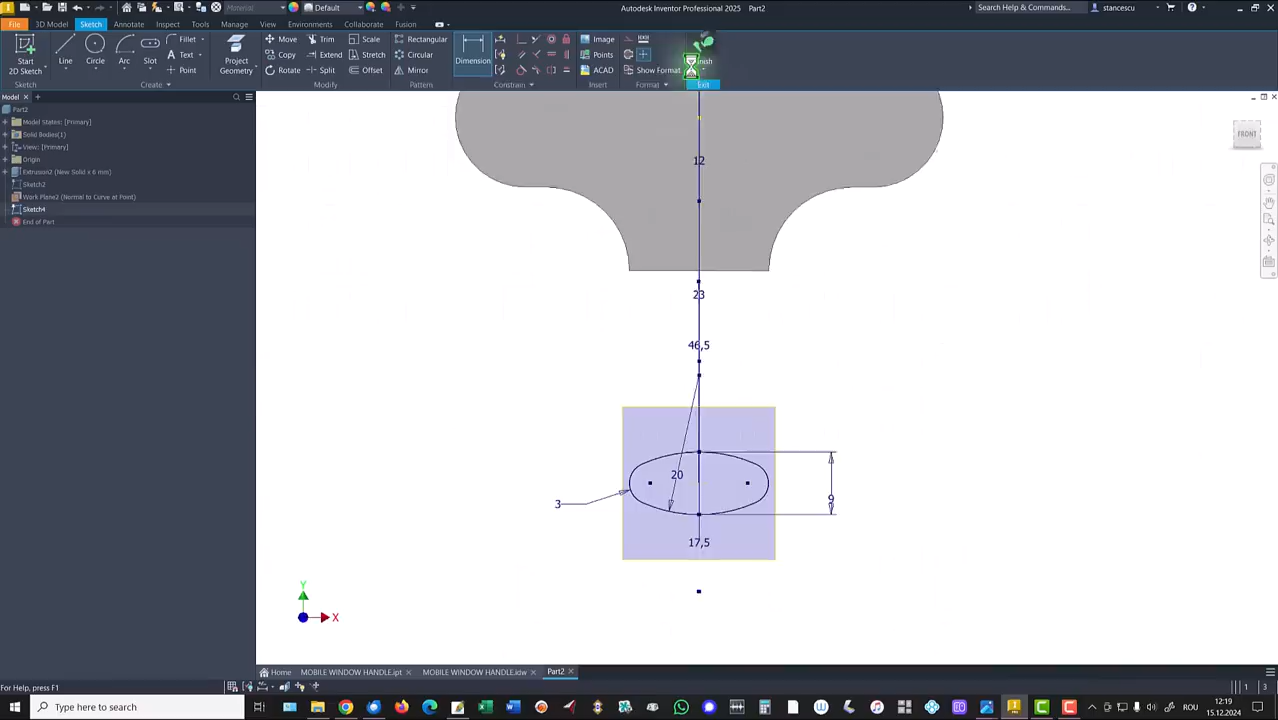 Material
Default
Autodesk Inventor Professional 2025   Part2
Search Help & Commands...
stancescu
File 3D Model Sketch Annotate Inspect Tools Manage View Environments Collaborate Fusion
Start
2D Sketch
Line
Circle
Arc
Slot
Fillet
Text
Point
Project
Geometry
Move
Copy
Rotate
Trim
Extend
Split
Scale
Stretch
Offset
Rectangular
Circular
Mirror
Dimension
Image
Points
ACAD
Show Format
Sketch
Create
Modify
Pattern
Constrain
Insert
Format
Exit
Model
Part2
Model States: [Primary]
Solid Bodies(1)
View: [Primary]
Origin
Extrusion2 (New Solid x 6 mm)
Sketch2
Work Plane2 (Normal to Curve at Point)
Sketch4
End of Part
FRONT
12
23
46,5
20
3
9
17,5
Y
X
Home
MOBILE WINDOW HANDLE.ipt
MOBILE WINDOW HANDLE.idw
Part2
For Help, press F1
1 3
Type here to search
12:19
15.12.2024